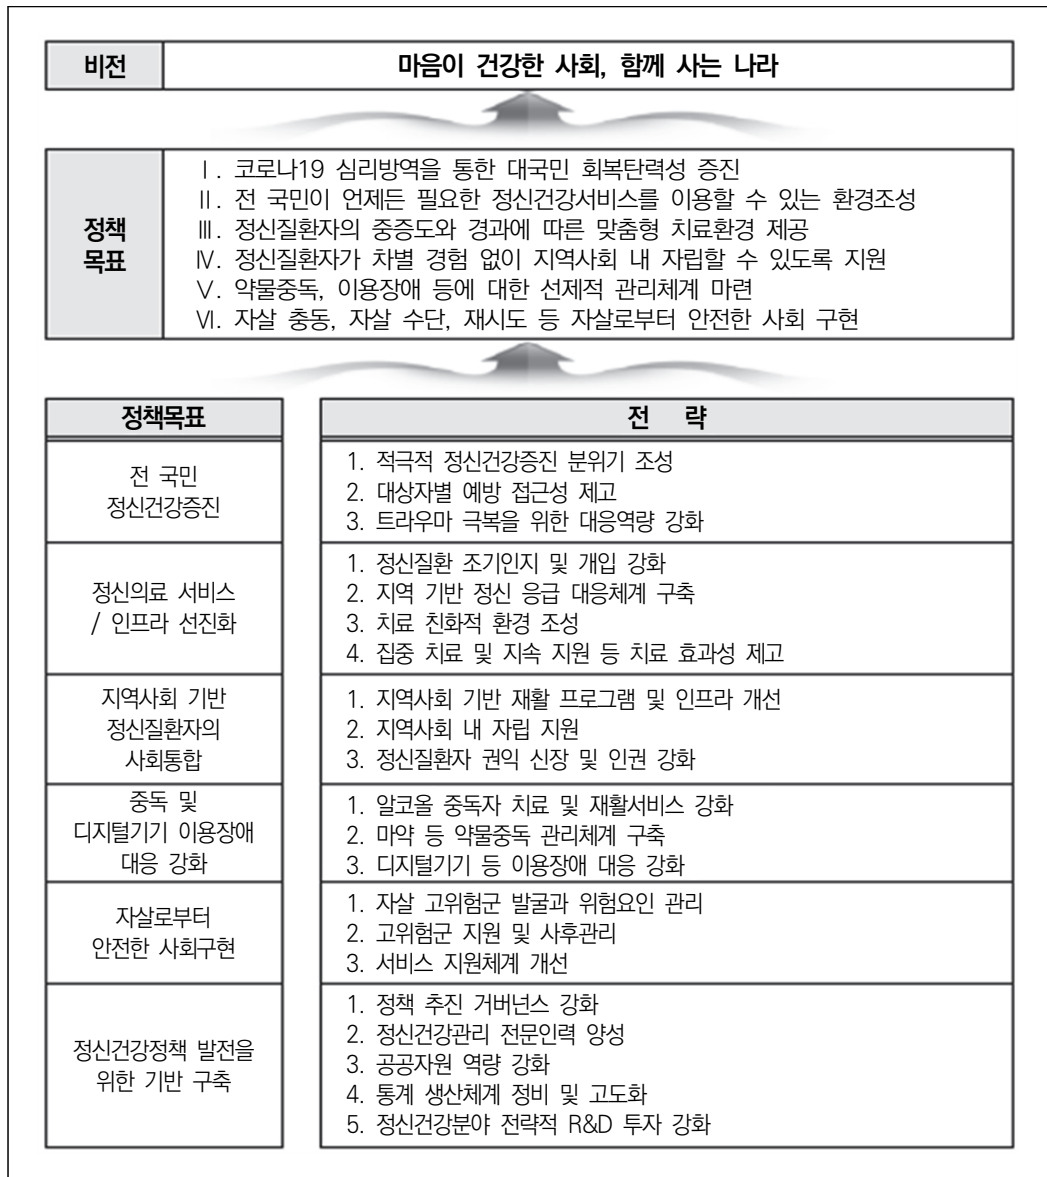 비전
마음이 건강한 사회, 함께 사는 나라
정책
목표
Ⅰ. 코로나19 심리방역을 통한 대국민 회복탄력성 증진
Ⅱ. 전 국민이 언제든 필요한 정신건강서비스를 이용할 수 있는 환경조성
Ⅲ. 정신질환자의 중증도와 경과에 따른 맞춤형 치료환경 제공
Ⅳ. 정신질환자가 차별 경험 없이 지역사회 내 자립할 수 있도록 지원
Ⅴ. 약물중독, 이용장애 등에 대한 선제적 관리체계 마련
Ⅵ. 자살 충동, 자살 수단, 재시도 등 자살로부터 안전한 사회 구현
정책목표
전 략
전 국민
정신건강증진
1. 적극적 정신건강증진 분위기 조성
2. 대상자별 예방 접근성 제고
3. 트라우마 극복을 위한 대응역량 강화
정신의료 서비스
/ 인프라 선진화
1. 정신질환 조기인지 및 개입 강화
2. 지역 기반 정신 응급 대응체계 구축
3. 치료 친화적 환경 조성
4. 집중 치료 및 지속 지원 등 치료 효과성 제고
지역사회 기반
정신질환자의
사회통합
1. 지역사회 기반 재활 프로그램 및 인프라 개선
2. 지역사회 내 자립 지원
3. 정신질환자 권익 신장 및 인권 강화
중독 및
디지털기기 이용장애
대응 강화
1. 알코올 중독자 치료 및 재활서비스 강화
2. 마약 등 약물중독 관리체계 구축
3. 디지털기기 등 이용장애 대응 강화
자살로부터
안전한 사회구현
1. 자살 고위험군 발굴과 위험요인 관리
2. 고위험군 지원 및 사후관리
3. 서비스 지원체계 개선
정신건강정책 발전을
위한 기반 구축
1. 정책 추진 거버넌스 강화
2. 정신건강관리 전문인력 양성
3. 공공자원 역량 강화
4. 통계 생산체계 정비 및 고도화
5. 정신건강분야 전략적 R&D 투자 강화